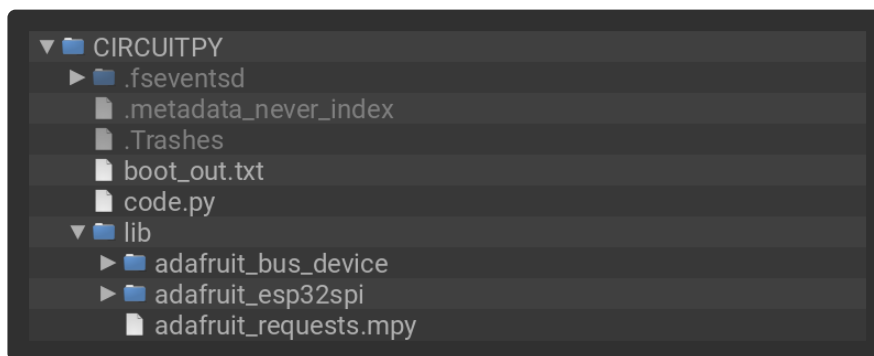 CIRCUITPY
.fseventsd
.metadata_never_index
.Trashes
boot_out.txt
code.py
lib
adafruit_bus_device
adafruit_esp32spi
adafruit_requests.mpy